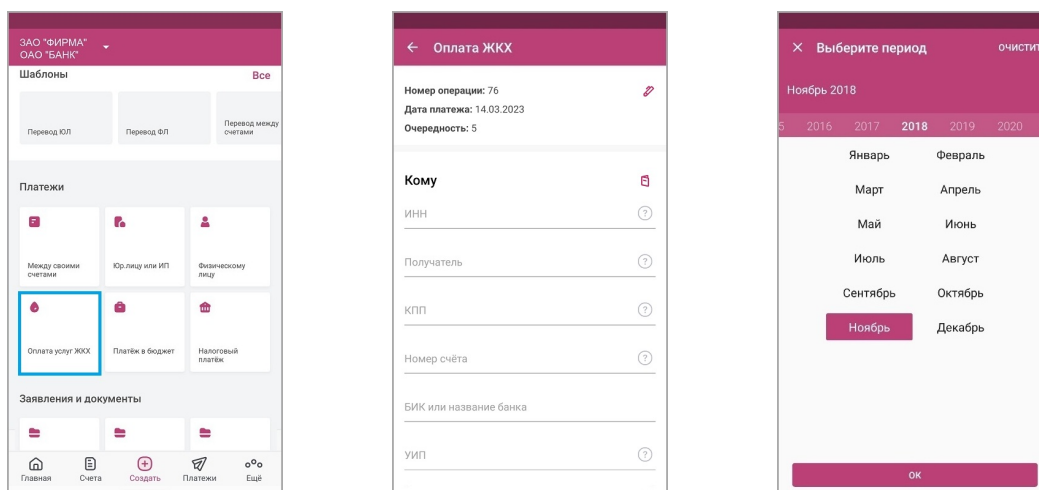 ЗАО "ФИРМА"
ОАО "БАНК"
Шаблоны Все
Перевод ЮЛ Перевод ФЛ Перевод между
счетами
Платежи
Между своими
счетами
Юр.лицу или ИП
Физическому
лицу
Оплата услуг ЖКХ
Платёж в бюджет
Налоговый
платёж
Заявления и документы
Главная Счета Создать Платежи Ещё
Оплата ЖКХ
Номер операции: 76
Дата платежа: 14.03.2023
Очередность: 5
Кому
ИНН
Получатель
КПП
Номер счёта
БИК или название банка
УИП
Выберите период ОЧИСТИТ
Ноябрь 2018
5 2016 2017 2018 2019 2020
Январь Февраль
Март Апрель
Май Июнь
Июль Август
Сентябрь Октябрь
Ноябрь Декабрь
ОК